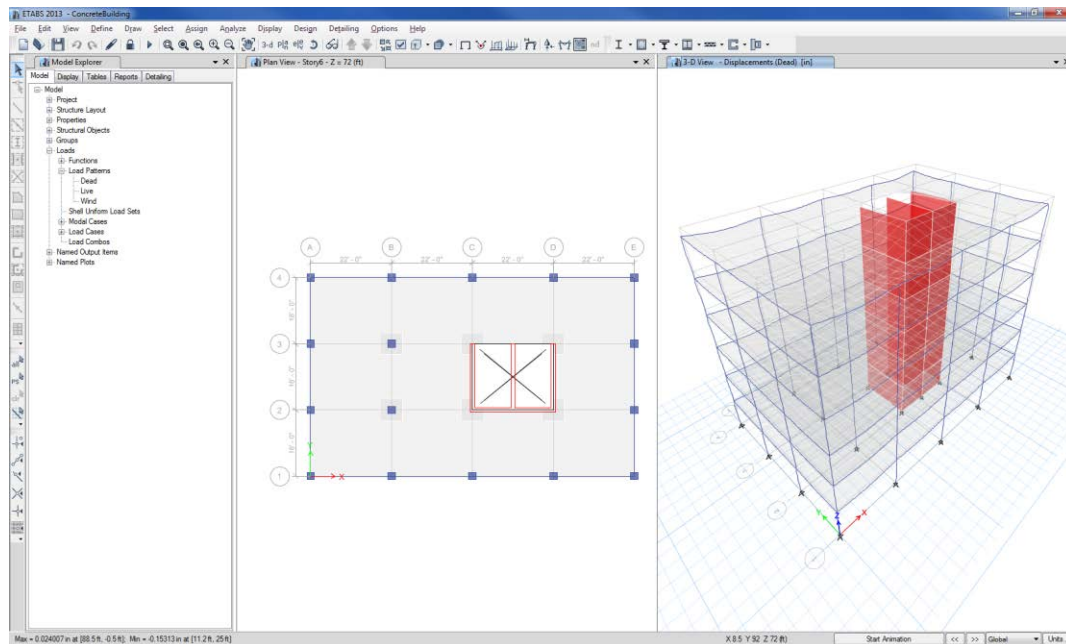 ETABS 2013 - ConcreteBuilding
File Edit View Define Draw Select Assign Analyze Display Design Detailing Options Help
3-d
Model Explorer
Model Display Tables Reports Detailing
Model
Project
Structure Layout
Properties
Structural Objects
Groups
Loads
Functions
Load Patterns
Dead
Live
Wind
Shell Uniform Load Sets
Modal Cases
Load Cases
Load Combos
Named Output Items
Named Plots
Plan View - Story6 - Z = 72 (ft)
A B C D E
22' - 0" 22' - 0" 22' - 0" 22' - 0"
4
3
2
1
Y
X
3-D View - Displacements (Dead) [in]
Y Z X
Max = 0.024007 in at [88.5 ft, -0.5 ft]; Min = -0.15313 in at [11.2 ft, 25 ft]
X 8.5 Y 92 Z 72 (ft)
Start Animation
<< >>
Global
Units...